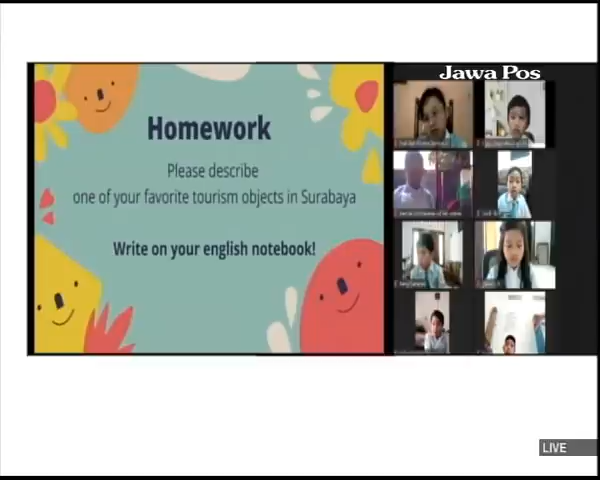 Jawa Pos
Homework
Please describe
one of your favorite tourism objects in Surabaya
Write on your english notebook!
LIVE